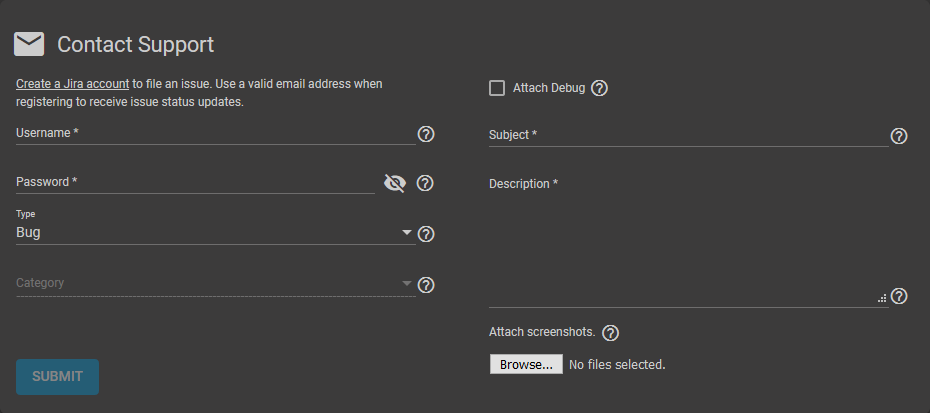 Contact Support
Create a Jira account to file an issue. Use a valid email address when
registering to receive issue status updates.
Username *
Password *
Type
Bug
Category
SUBMIT
Attach Debug
Subject *
Description *
Attach screenshots.
Browse... No files selected.